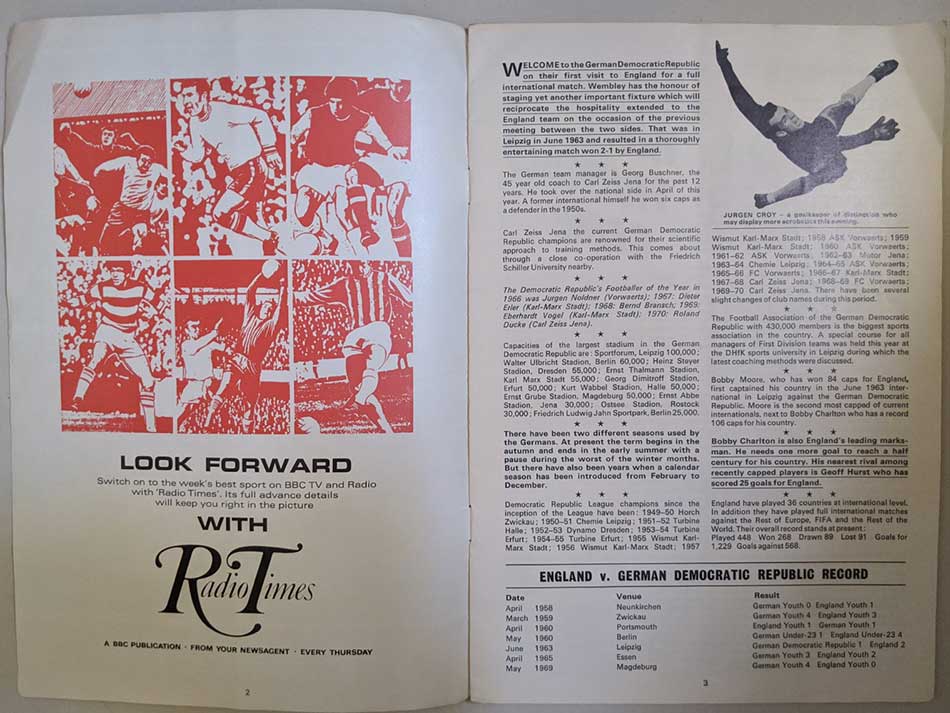 LOOK FORWARD
Switch on to the week's best sport on BBC TV and Radio
with 'Radio Times'. Its full advance details
will keep you right in the picture
WITH
Radio Times
A BBC PUBLICATION · FROM YOUR NEWSAGENT · EVERY THURSDAY
2
WELCOME to the German Democratic Republic
on their first visit to England for a full
international match. Wembley has the honour of
staging yet another important fixture which will
reciprocate the hospitality extended to the
England team on the occasion of the previous
meeting between the two sides. That was in
Leipzig in June 1963 and resulted in a thoroughly
entertaining match won 2-1 by England.
★ ★ ★
The German team manager is Georg Buschner, the
45 year old coach to Carl Zeiss Jena for the past 12
years. He took over the national side in April of this
year. A former international himself he won six caps as
a defender in the 1950s.
★ ★ ★
Carl Zeiss Jena the current German Democratic
Republic champions are renowned for their scientific
approach to training methods. This comes about
through a close co-operation with the Friedrich
Schiller University nearby.
★ ★ ★
The Democratic Republic's Footballer of the Year in
1966 was Jurgen Noldner (Vorwaerts); 1967: Dieter
Erler (Karl-Marx Stadt); 1968: Bernd Bransch; 1969:
Eberhardt Vogel (Karl-Marx Stadt); 1970: Roland
Ducke (Carl Zeiss Jena).
★ ★ ★
Capacities of the largest stadium in the German
Democratic Republic are: Sportforum, Leipzig 100,000;
Walter Ulbricht Stadion, Berlin 60,000; Heinz Steyer
Stadion, Dresden 55,000; Ernst Thalmann Stadion,
Karl Marx Stadt 55,000; Georg Dimitroff Stadion,
Erfurt 50,000; Kurt Wabbel Stadion, Halle 50,000;
Ernst Grube Stadion, Magdeburg 50,000; Ernst Abbe
Stadion, Jena 30,000; Ostsee Stadion, Rostock
30,000; Friedrich Ludwig Jahn Sportpark, Berlin 25,000.
★ ★ ★
There have been two different seasons used by
the Germans. At present the term begins in the
autumn and ends in the early summer with a
pause during the worst of the winter months.
But there have also been years when a calendar
season has been introduced from February to
December.
★ ★ ★
Democratic Republic League champions since the
inception of the League have been: 1949-50 Horch
Zwickau; 1950-51 Chemie Leipzig; 1951-52 Turbine
Halle; 1952-53 Dynamo Dresden; 1953-54 Turbine
Erfurt; 1954-55 Turbine Erfurt; 1955 Wismut Karl-
Marx Stadt; 1956 Wismut Karl-Marx Stadt; 1957
JURGEN CROY – a goalkeeper of distinction who
may display more acrobatics this evening.
Wismut Karl-Marx Stadt; 1958 ASK Vorwaerts; 1959
Wismut Karl-Marx Stadt; 1960 ASK Vorwaerts;
1961-62 ASK Vorwaerts; 1962-63 Motor Jena;
1963-64 Chemie Leipzig; 1964-65 ASK Vorwaerts;
1965-66 FC Vorwaerts; 1966-67 Karl-Marx Stadt;
1967-68 Carl Zeiss Jena; 1968-69 FC Vorwaerts;
1969-70 Carl Zeiss Jena. There have been several
slight changes of club names during this period.
★ ★ ★
The Football Association of the German Democratic
Republic with 430,000 members is the biggest sports
association in the country. A special course for all
managers of First Division teams was held this year at
the DHfK sports university in Leipzig during which the
latest coaching methods were discussed.
★ ★ ★
Bobby Moore, who has won 84 caps for England,
first captained his country in the June 1963 inter-
national in Leipzig against the German Democratic
Republic. Moore is the second most capped of current
internationals, next to Bobby Charlton who has a record
106 caps for his country.
★ ★ ★
Bobby Charlton is also England's leading marks-
man. He needs one more goal to reach a half
century for his country. His nearest rival among
recently capped players is Geoff Hurst who has
scored 25 goals for England.
★ ★ ★
England have played 36 countries at international level.
In addition they have played full international matches
against the Rest of Europe, FIFA and the Rest of the
World. Their overall record stands at present:
Played 448 Won 268 Drawn 89 Lost 91 Goals for
1,229 Goals against 568.
ENGLAND v. GERMAN DEMOCRATIC REPUBLIC RECORD
Date Venue Result
April 1958 Neunkirchen German Youth 0 England Youth 1
March 1959 Zwickau German Youth 4 England Youth 3
April 1960 Portsmouth England Youth 1 German Youth 1
May 1960 Berlin German Under-23 1 England Under-23 4
June 1963 Leipzig German Democratic Republic 1 England 2
April 1965 Essen German Youth 3 England Youth 2
May 1969 Magdeburg German Youth 4 England Youth 0
3